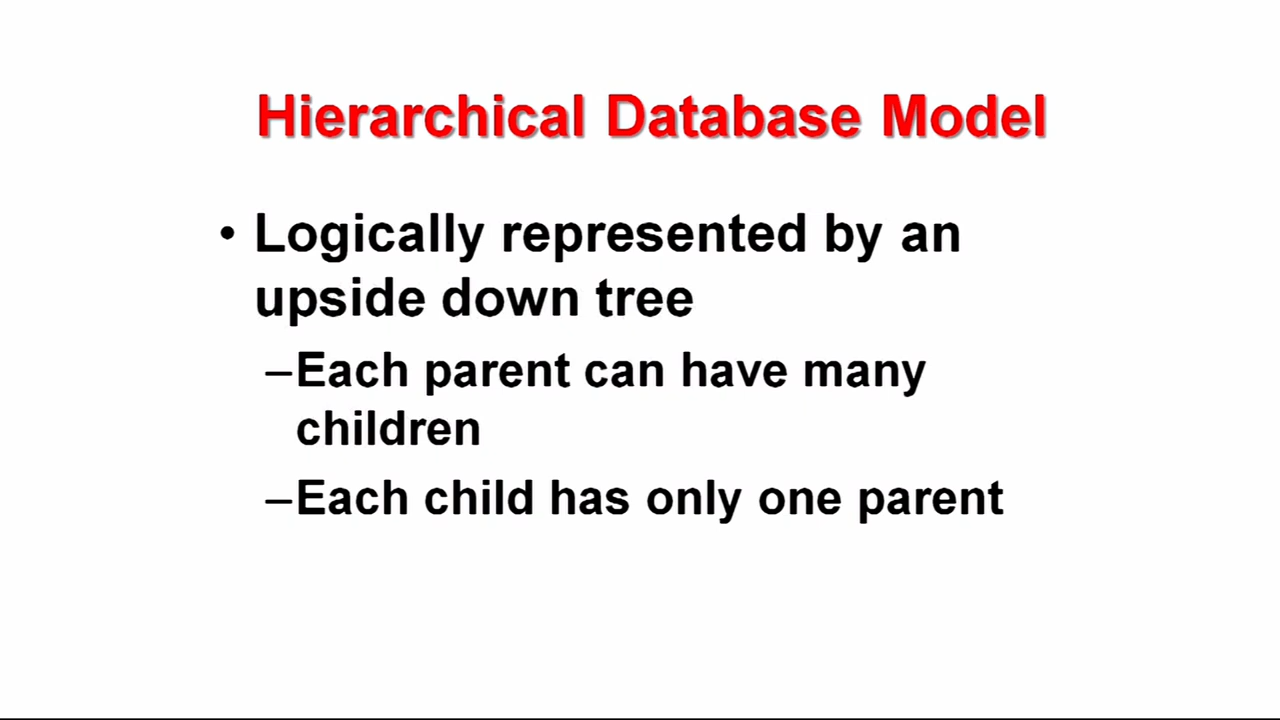 Hierarchical Database Model
• Logically represented by an
upside down tree
–Each parent can have many
children
–Each child has only one parent